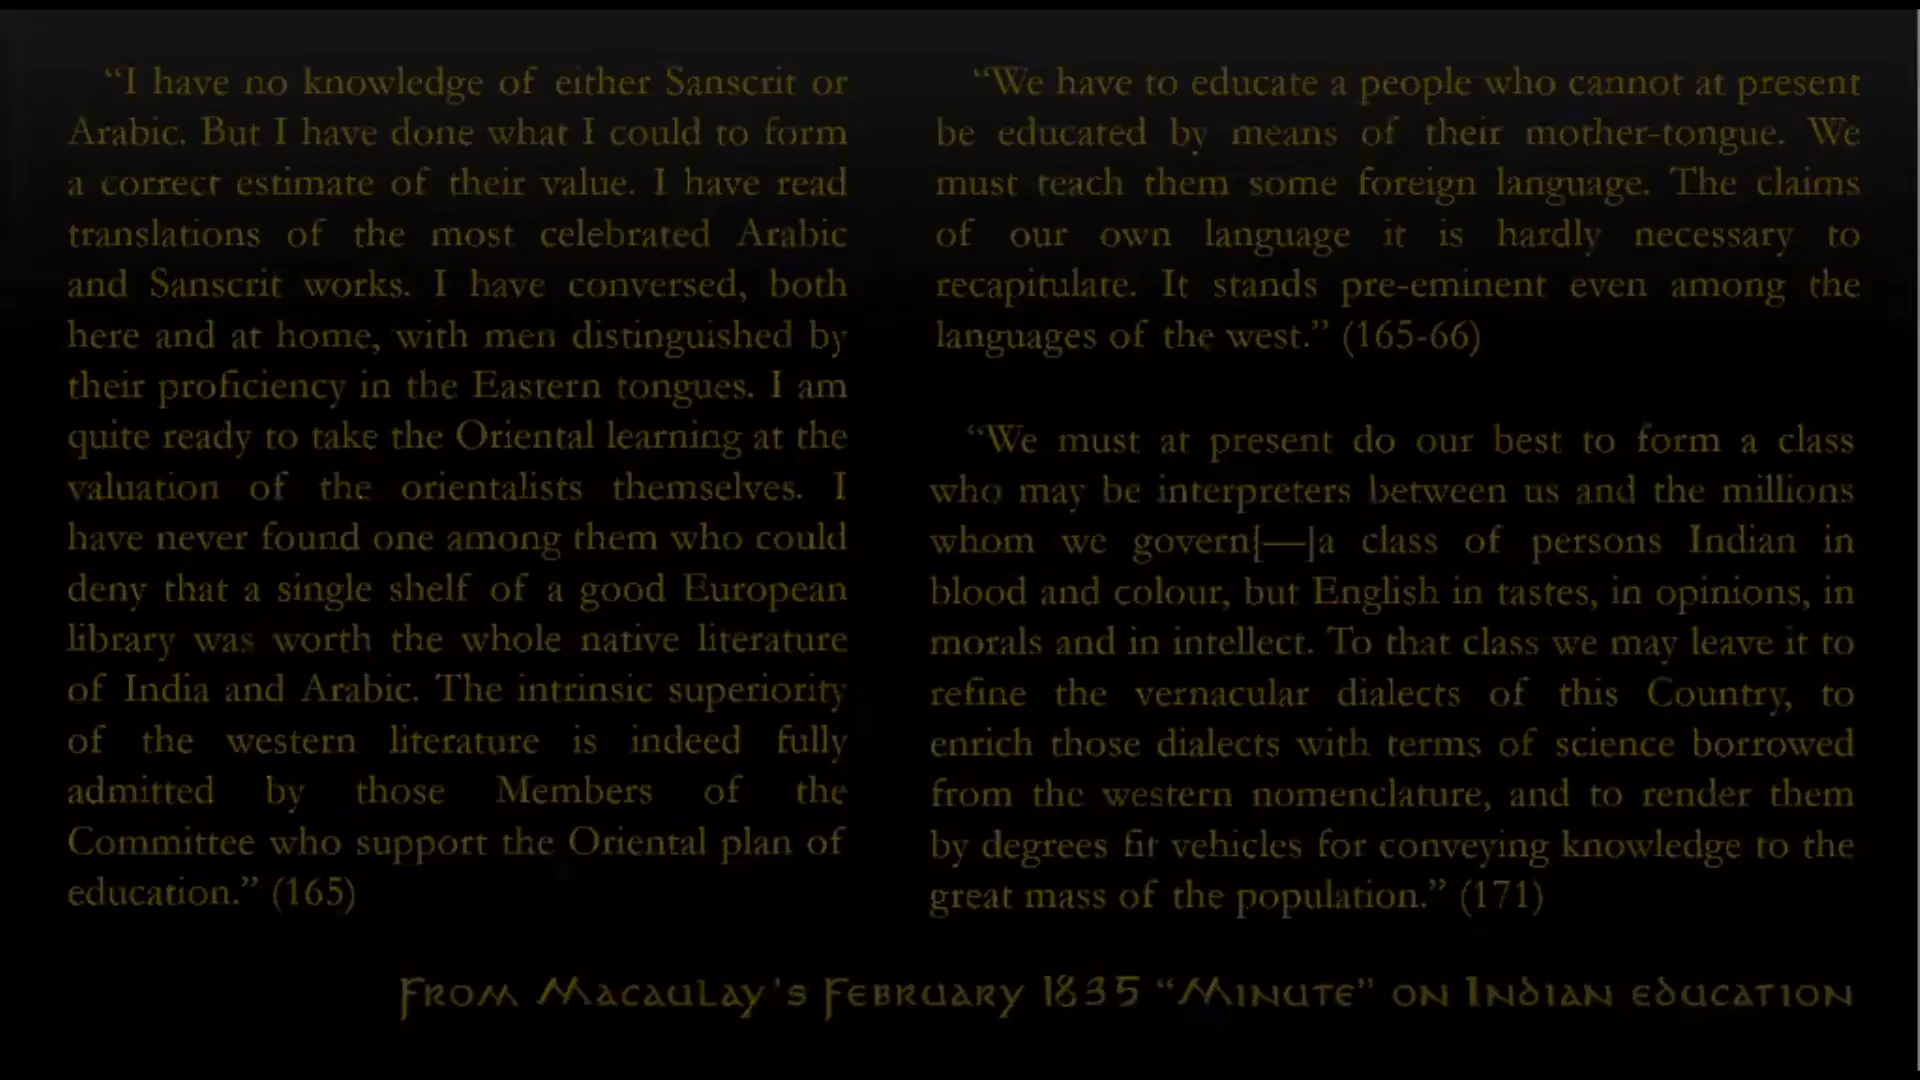 “I have no knowledge of either Sanscrit or
Arabic. But I have done what I could to form
a correct estimate of their value. I have read
translations of the most celebrated Arabic
and Sanscrit works. I have conversed, both
here and at home, with men distinguished by
their proficiency in the Eastern tongues. I am
quite ready to take the Oriental learning at the
valuation of the orientalists themselves. I
have never found one among them who could
deny that a single shelf of a good European
library was worth the whole native literature
of India and Arabic. The intrinsic superiority
of the western literature is indeed fully
admitted by those Members of the
Committee who support the Oriental plan of
education.” (165)
“We have to educate a people who cannot at present
be educated by means of their mother-tongue. We
must teach them some foreign language. The claims
of our own language it is hardly necessary to
recapitulate. It stands pre-eminent even among the
languages of the west.” (165-66)
“We must at present do our best to form a class
who may be interpreters between us and the millions
whom we govern[—]a class of persons Indian in
blood and colour, but English in tastes, in opinions, in
morals and in intellect. To that class we may leave it to
refine the vernacular dialects of this Country, to
enrich those dialects with terms of science borrowed
from the western nomenclature, and to render them
by degrees fit vehicles for conveying knowledge to the
great mass of the population.” (171)
From Macaulay's February 1835 “Minute” on Indian education